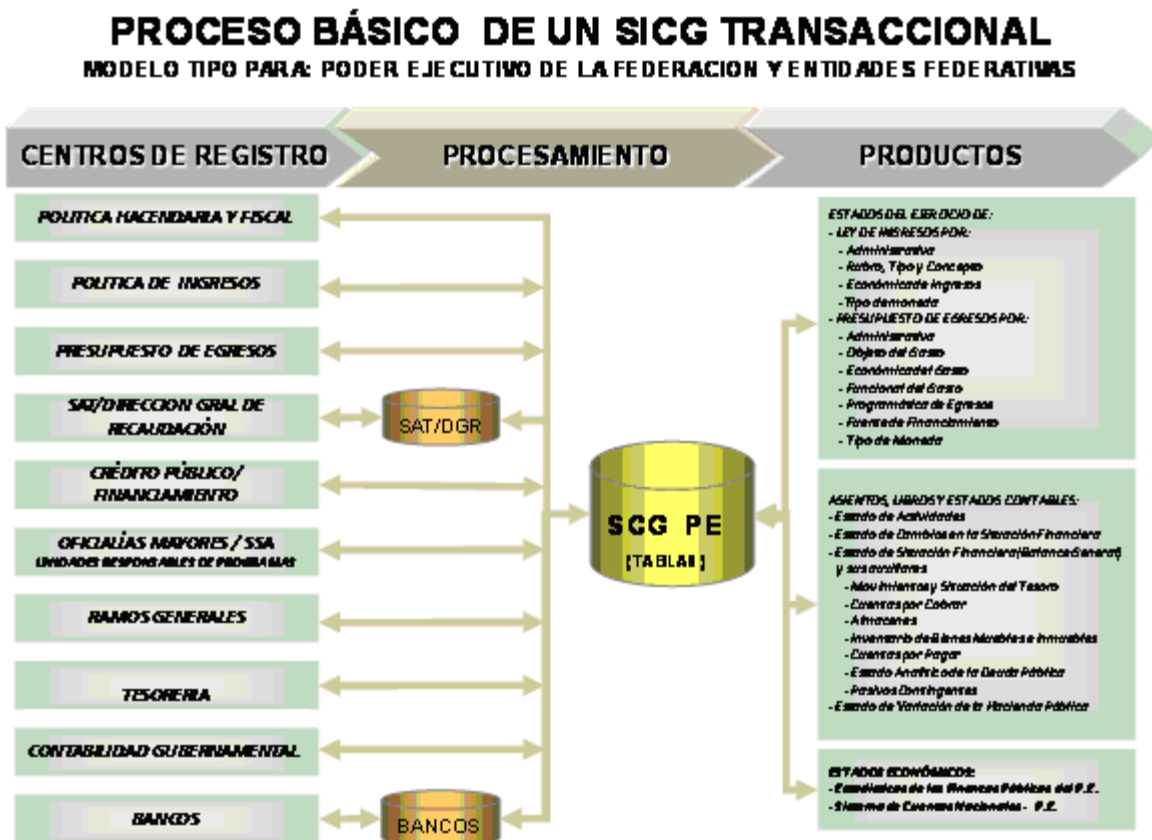 PROCESO BÁSICO DE UN SICG TRANSACCIONAL
MODELO TIPO PARA: PODER EJECUTIVO DE LA FEDERACION Y ENTIDADES FEDERATIVAS
CENTROS DE REGISTRO
PROCESAMIENTO
PRODUCTOS
POLITICA HACENDARIA Y FISCAL
POLITICA DE INGRESOS
PRESUPUESTO DE EGRESOS
SAT/DIRECCION GRAL DE
RECAUDACIÓN
CRÉDITO PÚBLICO/
FINANCIAMIENTO
OFICIALÍAS MAYORES / SSA
UNIDADES RESPONSABLES DE PROGRAMAS
RAMOS GENERALES
TESORERIA
CONTABILIDAD GUBERNAMENTAL
BANCOS
SAT/DGR
BANCOS
SCG PE
(TABLAS)
ESTADOS DEL EJERCICIO DE:
- LEY DE INGRESOS POR:
- Administrativa
- Rubro, Tipo y Concepto
- Económica de Ingresos
- Tipo de moneda
- PRESUPUESTO DE EGRESOS POR:
- Administrativa
- Objeto del Gasto
- Económica del Gasto
- Funcional del Gasto
- Programática de Egresos
- Fuente de Financiamiento
- Tipo de Moneda
ASIENTOS, LIBROS Y ESTADOS CONTABLES:
- Estado de Actividades
- Estado de Cambios en la Situación Financiera
- Estado de Situación Financiera (Balance General)
y sus auxiliares
- Movimientos y Situación del Tesoro
- Cuentas por Cobrar
- Almacenes
- Inventario de Bienes Muebles e Inmuebles
- Cuentas por Pagar
- Estado Analítico de la Deuda Pública
- Pasivos Contingentes
- Estado de Variación de la Hacienda Pública
ESTADOS ECONÓMICOS:
- Estadísticas de las Finanzas Públicas del P.E.
- Sistema de Cuentas Nacionales - P.E.